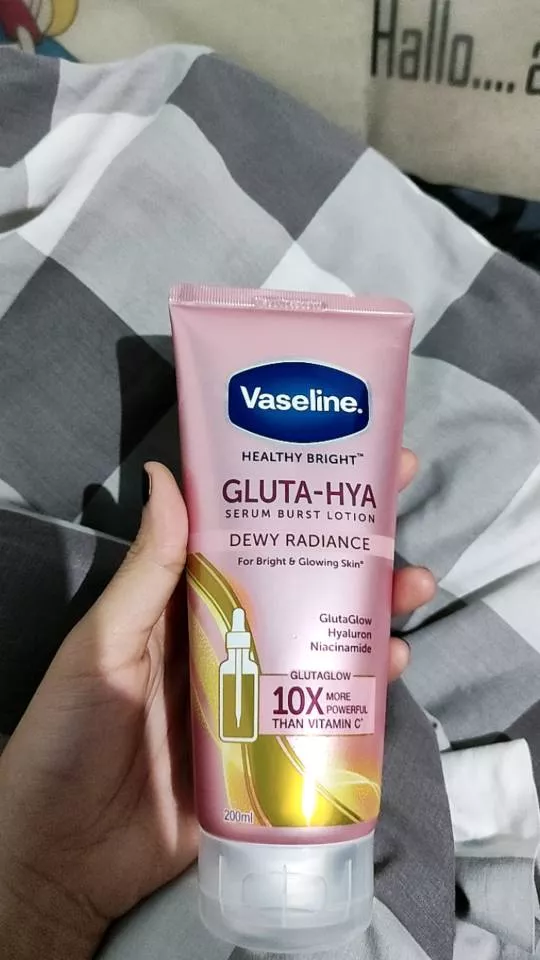 Hallo.... a
Vaseline.
HEALTHY BRIGHT™
GLUTA-HYA
SERUM BURST LOTION
DEWY RADIANCE
For Bright & Glowing Skin*
GlutaGlow
Hyaluron
Niacinamide
GLUTAGLOW
10X MORE
POWERFUL
THAN VITAMIN C*
200ml